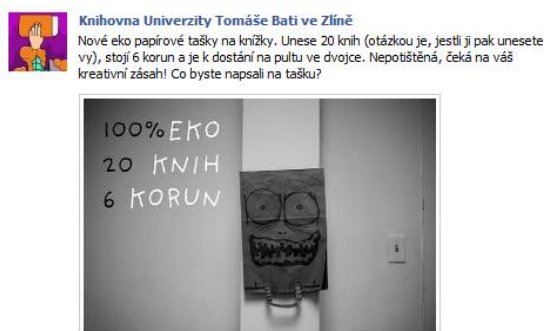 Knihovna Univerzity Tomáše Bati ve Zlíně
Nové eko papírové tašky na knížky. Unese 20 knih (otázkou je, jestli ji pak unesete
vy), stojí 6 korun a je k dostání na pultu ve dvojce. Nepotištěná, čeká na váš
kreativní zásah! Co byste napsali na tašku?
100% EKO
20 KNIH
6 KORUN